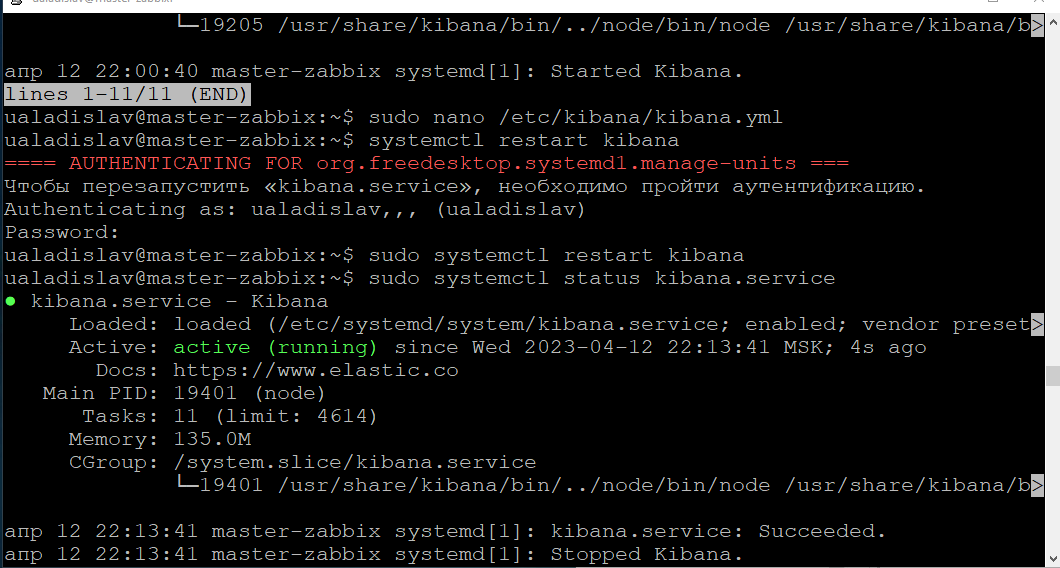 └─19205 /usr/share/kibana/bin/../node/bin/node /usr/share/kibana/b>
апр 12 22:00:40 master-zabbix systemd[1]: Started Kibana.
lines 1-11/11 (END)
ualadislav@master-zabbix:~$ sudo nano /etc/kibana/kibana.yml
ualadislav@master-zabbix:~$ systemctl restart kibana
==== AUTHENTICATING FOR org.freedesktop.systemd1.manage-units ===
Чтобы перезапустить «kibana.service», необходимо пройти аутентификацию.
Authenticating as: ualadislav,,, (ualadislav)
Password:
ualadislav@master-zabbix:~$ sudo systemctl restart kibana
ualadislav@master-zabbix:~$ sudo systemctl status kibana.service
● kibana.service - Kibana
Loaded: loaded (/etc/systemd/system/kibana.service; enabled; vendor preset>
Active: active (running) since Wed 2023-04-12 22:13:41 MSK; 4s ago
Docs: https://www.elastic.co
Main PID: 19401 (node)
Tasks: 11 (limit: 4614)
Memory: 135.0M
CGroup: /system.slice/kibana.service
└─19401 /usr/share/kibana/bin/../node/bin/node /usr/share/kibana/b>
апр 12 22:13:41 master-zabbix systemd[1]: kibana.service: Succeeded.
апр 12 22:13:41 master-zabbix systemd[1]: Stopped Kibana.